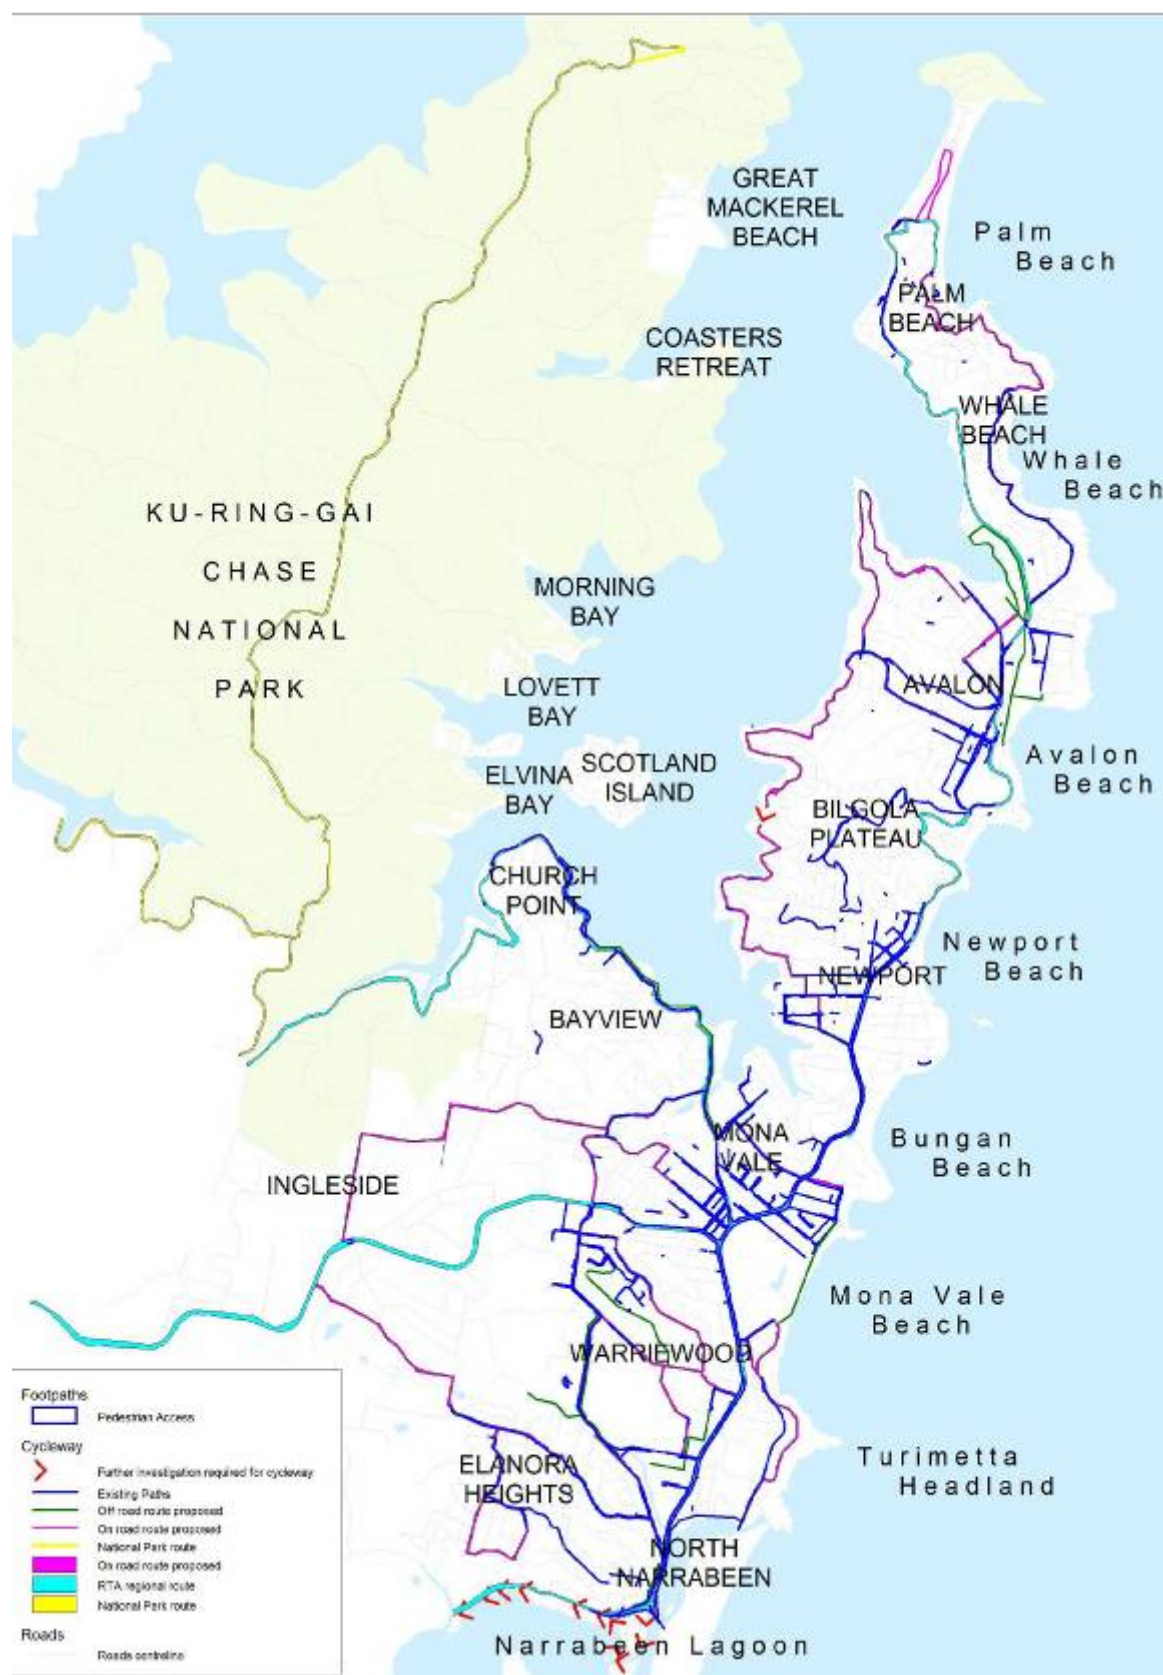 GREAT
MACKEREL
BEACH
Palm
Beach
PALM
BEACH
COASTERS
RETREAT
WHALE
BEACH
Whale
Beach
KU-RING-GAI
CHASE
NATIONAL
PARK
MORNING
BAY
LOVETT
BAY
AVALON
SCOTLAND
ISLAND
ELVINA
BAY
Avalon
Beach
BILGOLA
PLATEAU
CHURCH
POINT
Newport
Beach
NEWPORT
BAYVIEW
MONA
VALE
Bungan
Beach
INGLESIDE
Mona Vale
Beach
WARRIEWOOD
Turimetta
Headland
ELANORA
HEIGHTS
NORTH
NARRABEEN
Narrabeen Lagoon
Footpaths
Pedestrian Access
Cycleway
Further investigation required for cycleway
Existing Paths
Off road route proposed
On road route proposed
National Park route
On road route proposed
RTA regional route
National Park route
Roads
Roads centreline